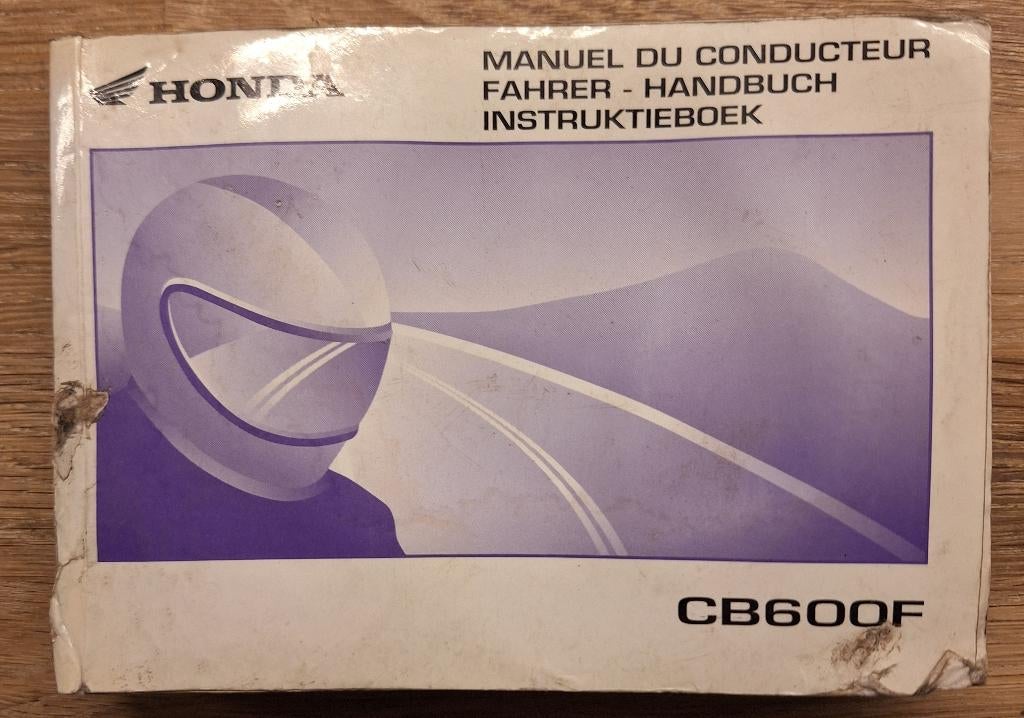 HONDA
MANUEL DU CONDUCTEUR
FAHRER - HANDBUCH
INSTRUKTIEBOEK
CB600F